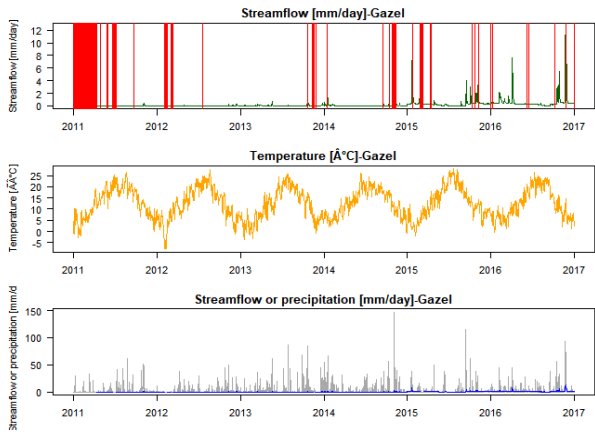 Streamflow [mm/day]-Gazel
Streamflow [mm/day]
12
10
8
6
4
2
0
2011 2012 2013 2014 2015 2016 2017
Temperature [Â°C]-Gazel
Temperature [Â°C]
25
20
15
10
5
0
-5
2011 2012 2013 2014 2015 2016 2017
Streamflow or precipitation [mm/day]-Gazel
Streamflow or precipitation [mm/d
150
100
50
0
2011 2012 2013 2014 2015 2016 2017